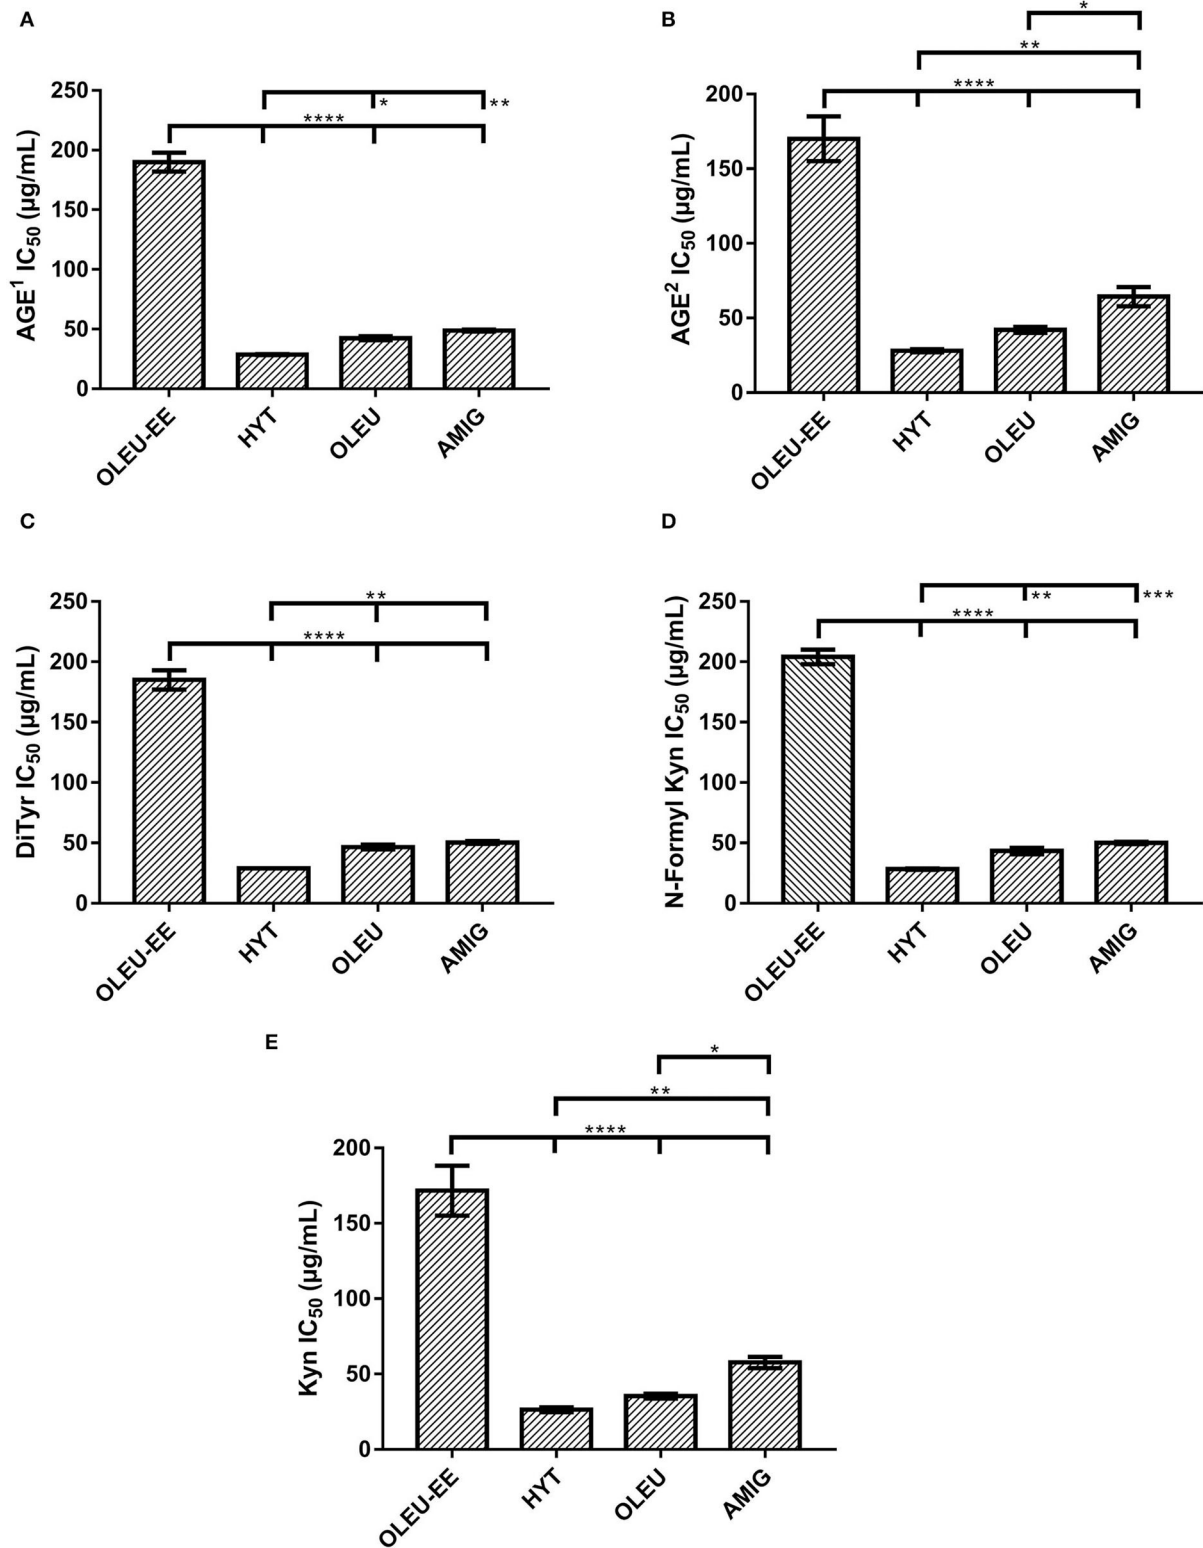 A
250
200
150
100
50
0
AGE¹ IC₅₀ (µg/mL)
*
**
****
OLEU-EE
HYT
OLEU
AMIG
B
*
**
****
200
150
100
50
0
AGE² IC₅₀ (µg/mL)
OLEU-EE
HYT
OLEU
AMIG
C
250
200
150
100
50
0
DiTyr IC₅₀ (µg/mL)
**
****
OLEU-EE
HYT
OLEU
AMIG
D
250
200
150
100
50
0
N-Formyl Kyn IC₅₀ (µg/mL)
**
***
****
OLEU-EE
HYT
OLEU
AMIG
E
*
**
****
200
150
100
50
0
Kyn IC₅₀ (µg/mL)
OLEU-EE
HYT
OLEU
AMIG